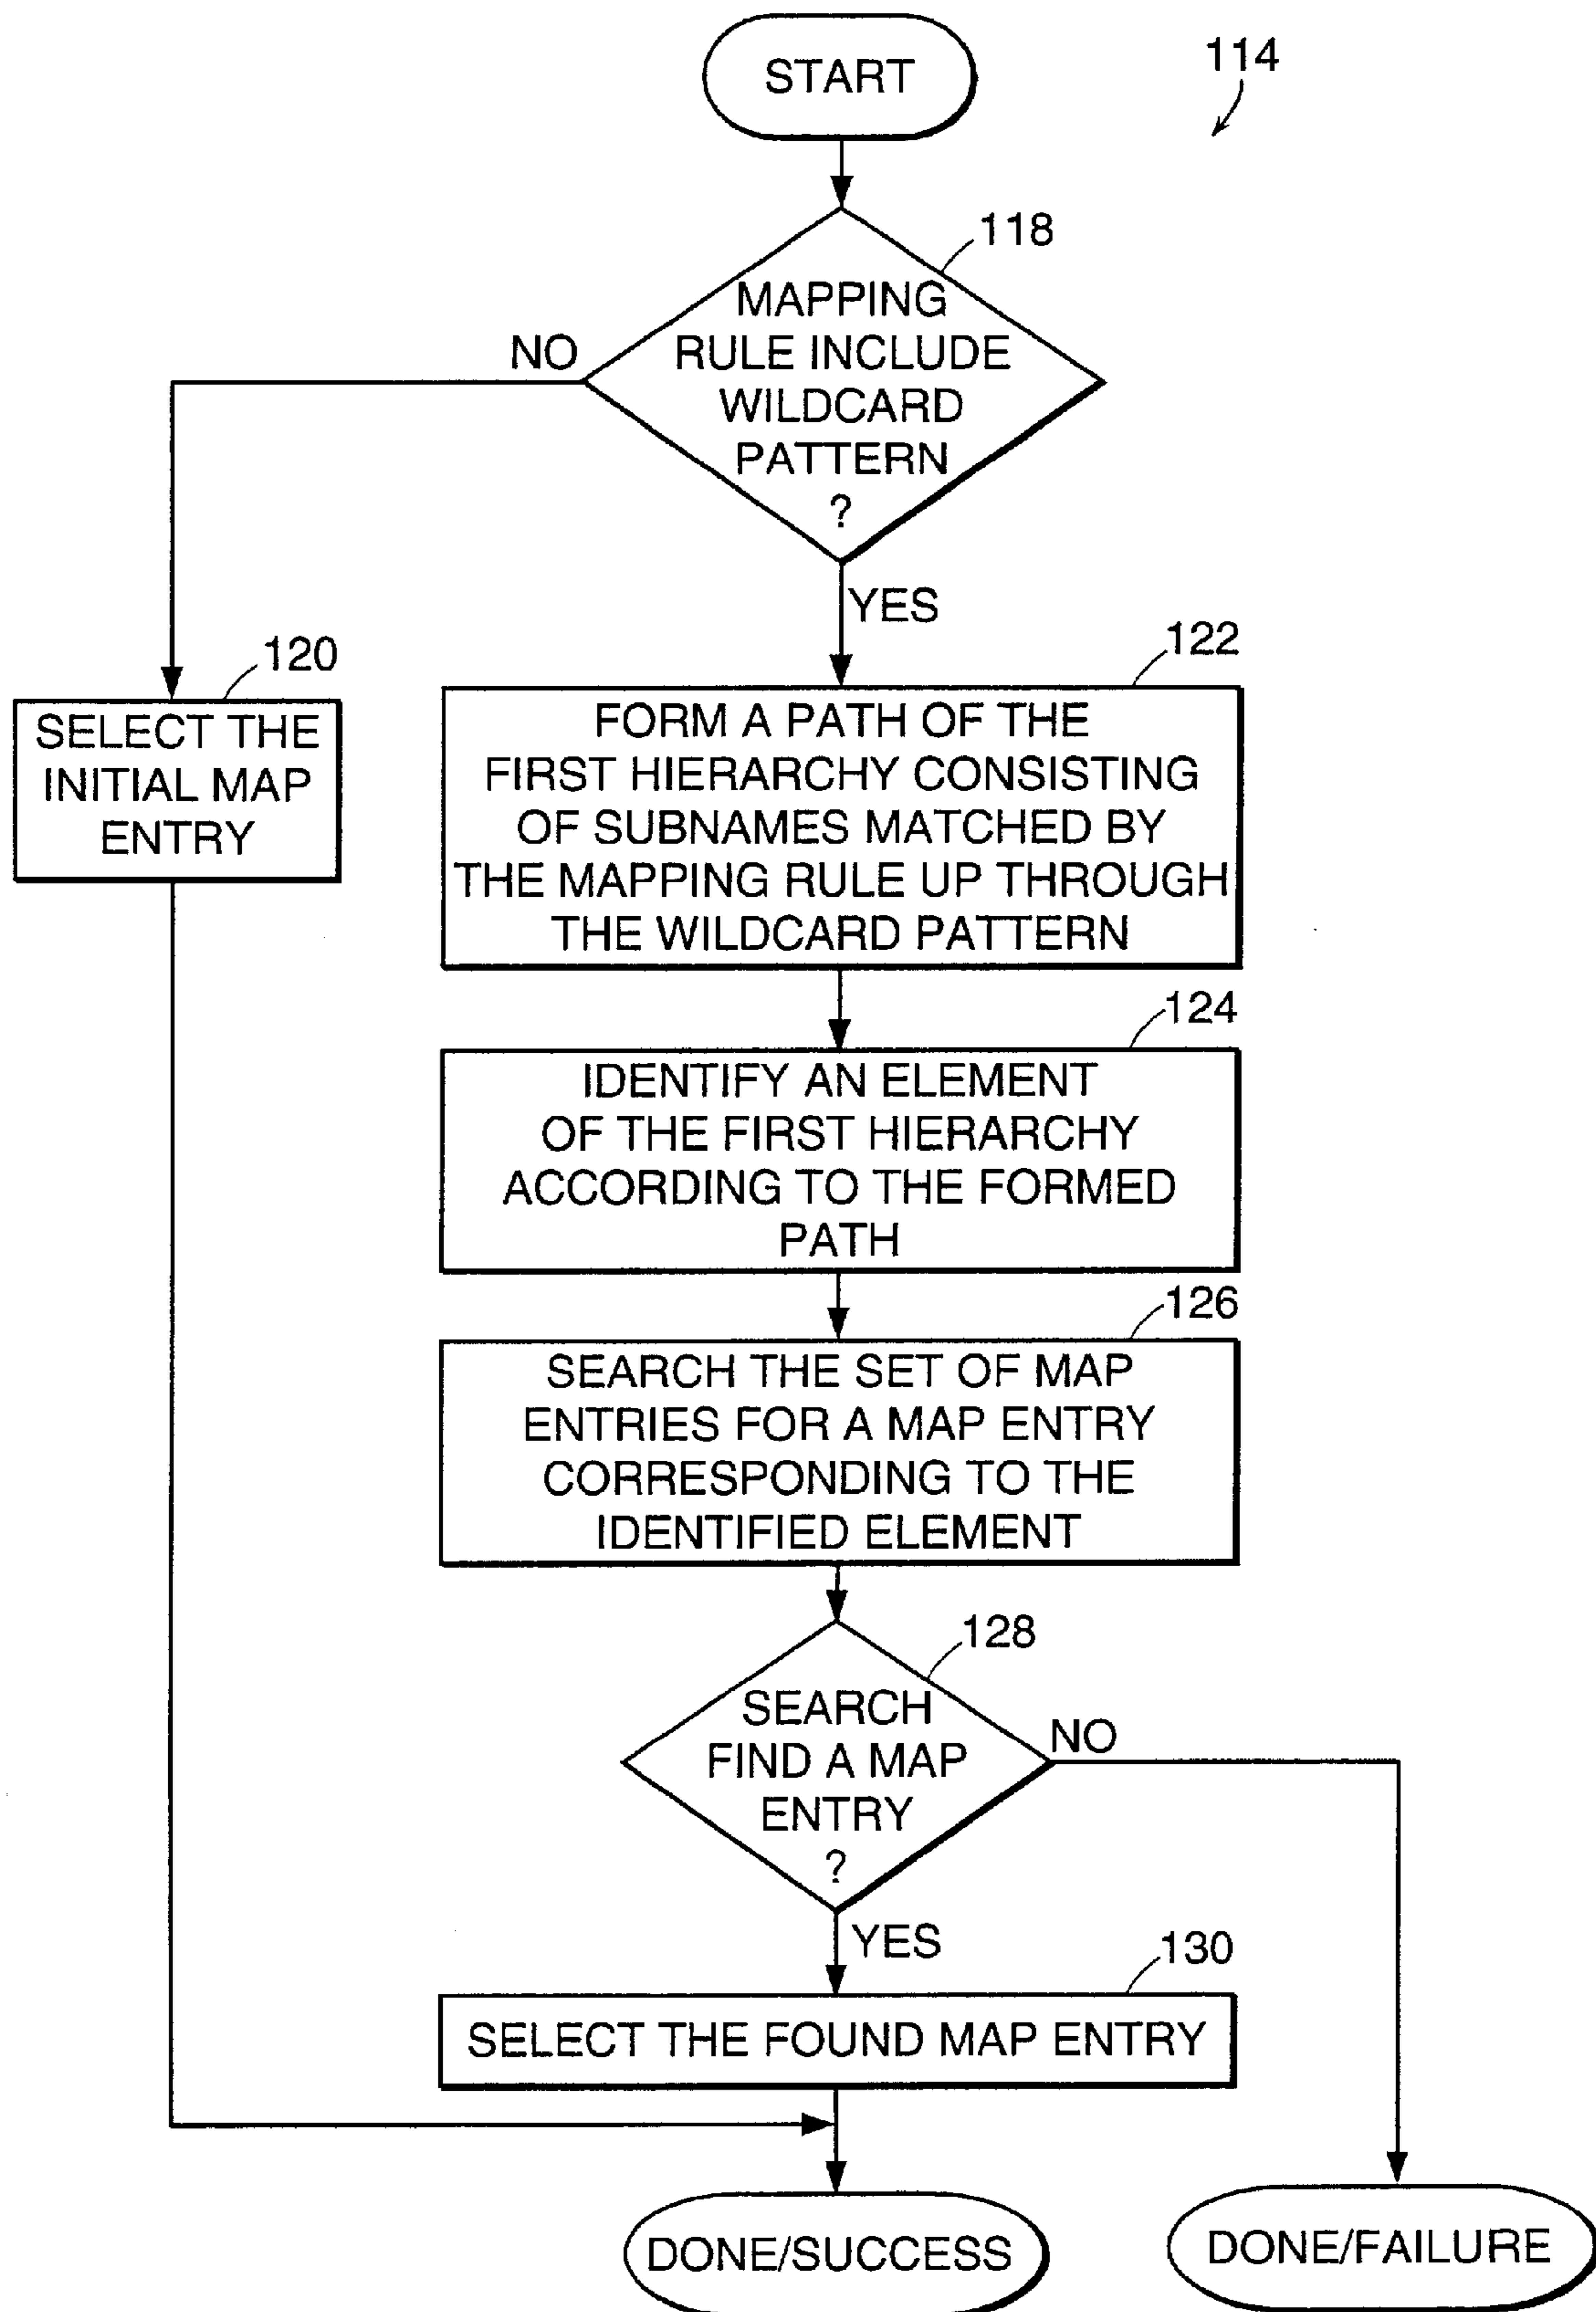 START
114
118
MAPPING
RULE INCLUDE
WILDCARD
PATTERN
?
NO
YES
120
SELECT THE
INITIAL MAP
ENTRY
122
FORM A PATH OF THE
FIRST HIERARCHY CONSISTING
OF SUBNAMES MATCHED BY
THE MAPPING RULE UP THROUGH
THE WILDCARD PATTERN
124
IDENTIFY AN ELEMENT
OF THE FIRST HIERARCHY
ACCORDING TO THE FORMED
PATH
126
SEARCH THE SET OF MAP
ENTRIES FOR A MAP ENTRY
CORRESPONDING TO THE
IDENTIFIED ELEMENT
128
SEARCH
FIND A MAP
ENTRY
?
NO
YES
130
SELECT THE FOUND MAP ENTRY
DONE/SUCCESS
DONE/FAILURE